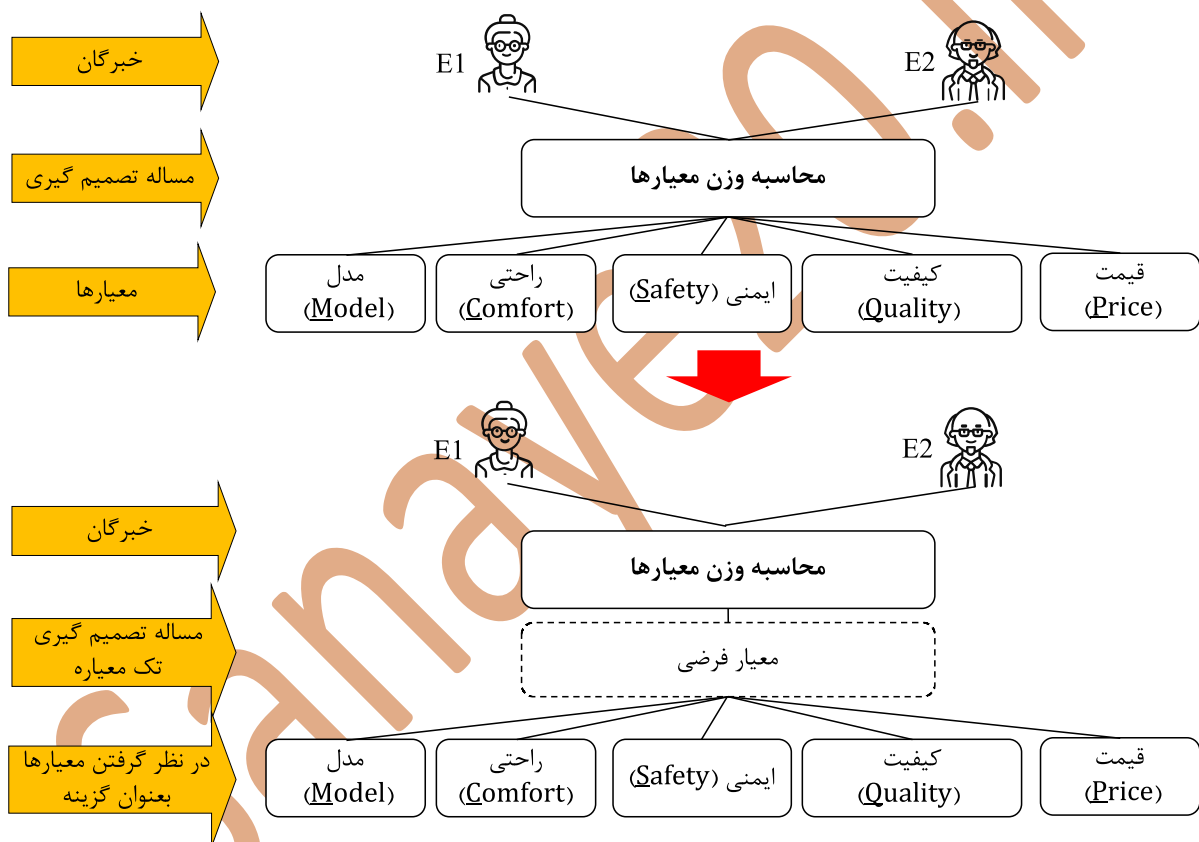 خبرگان
E1
E2
مساله تصمیم گیری
محاسبه وزن معیارها
معیارها
قیمت
(Price)
کیفیت
(Quality)
ایمنی (Safety)
راحتی
(Comfort)
مدل
(Model)
خبرگان
E1
E2
محاسبه وزن معیارها
مساله تصمیم گیری
تک معیاره
معیار فرضی
در نظر گرفتن معیارها
بعنوان گزینه
قیمت
(Price)
کیفیت
(Quality)
ایمنی (Safety)
راحتی
(Comfort)
مدل
(Model)